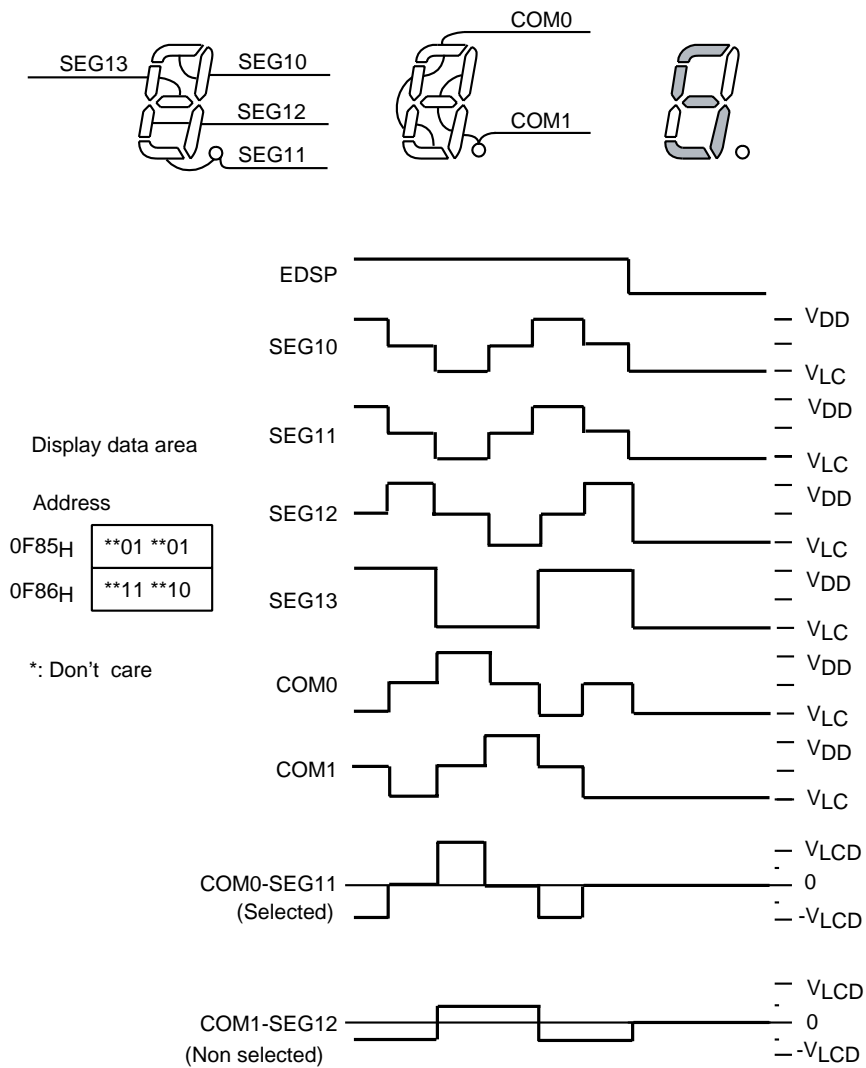 COM0
SEG13
SEG10
SEG12
COM1
SEG11
EDSP
VDD
SEG10
VLC
VDD
SEG11
Display data area
VLC
VDD
Address
SEG12
0F85H
**01 **01
VLC
VDD
0F86H
**11 **10
SEG13
VLC
*: Don't care
VDD
COM0
VLC
VDD
COM1
VLC
VLCD
COM0-SEG11
0
(Selected)
-VLCD
VLCD
COM1-SEG12
0
(Non selected)
-VLCD